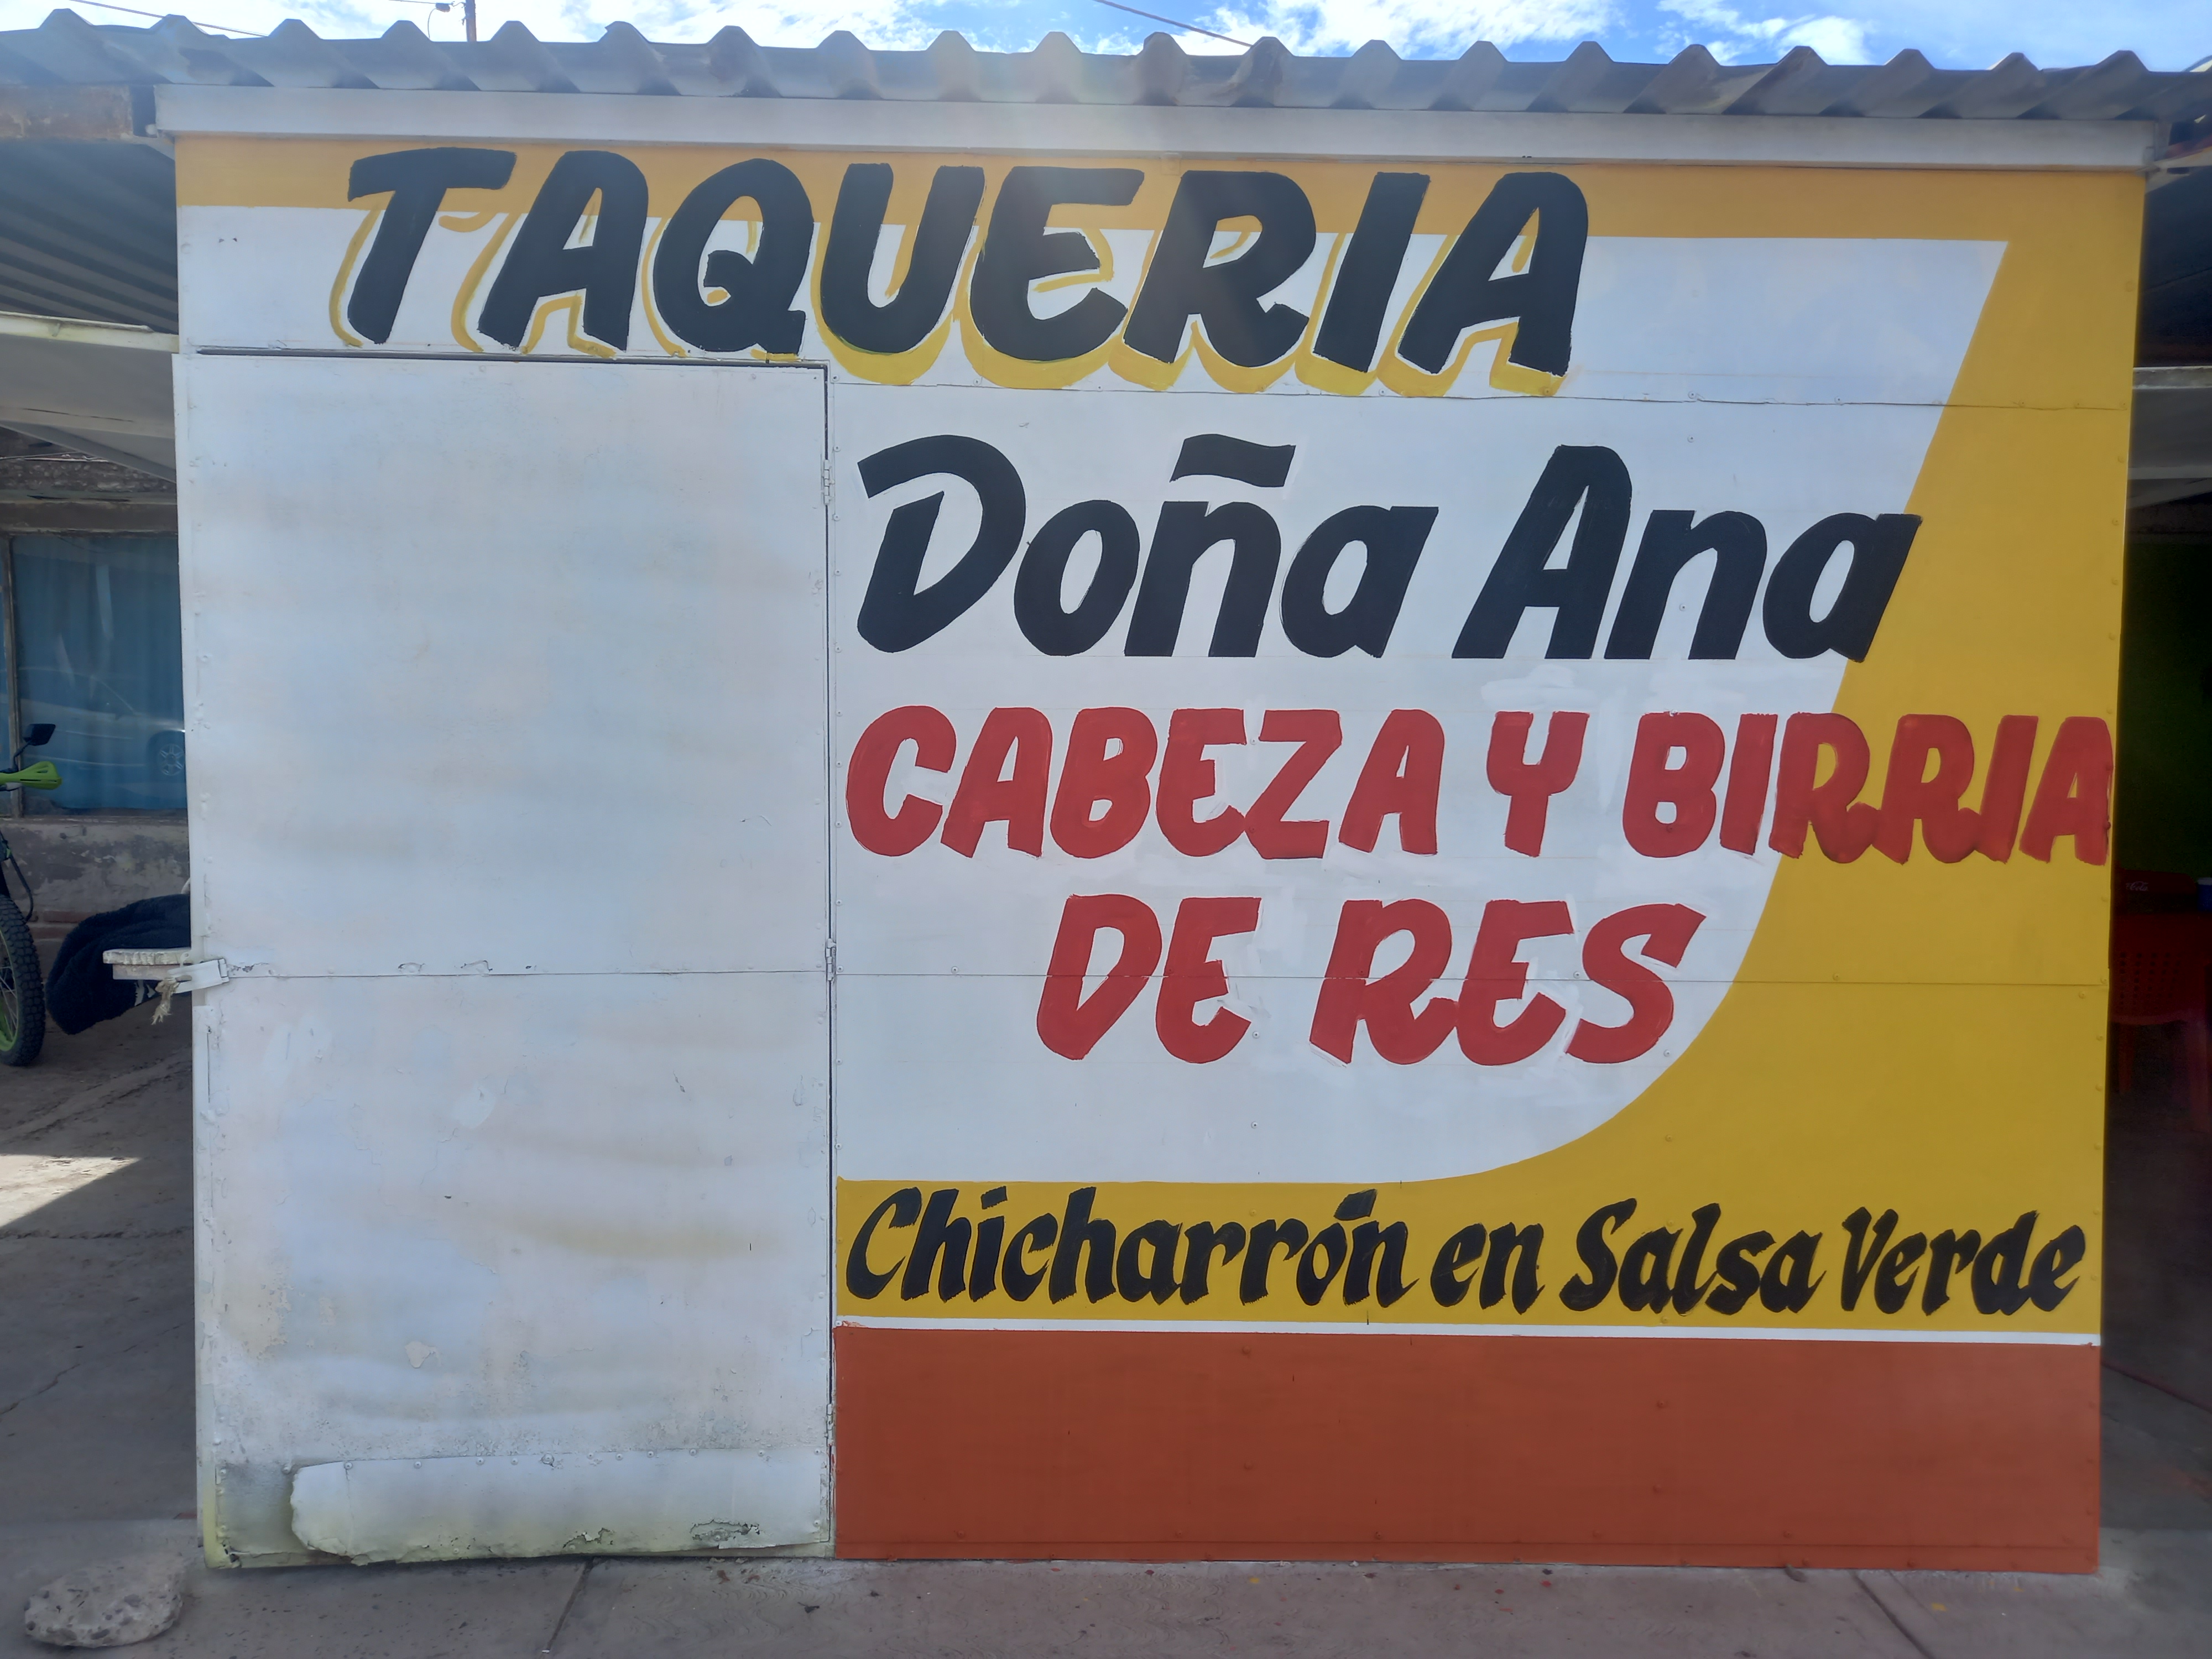 TAQUERIA
Doña Ana
CABEZA Y BIRRIA
DE RES
Chicharrón en Salsa Verde